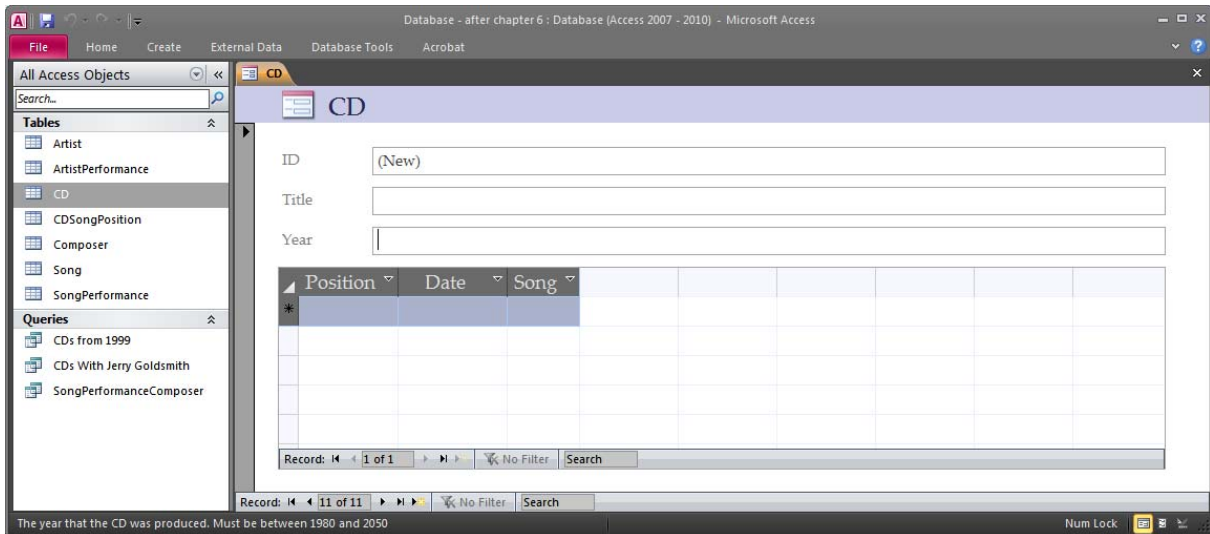 Database - after chapter 6 : Database (Access 2007 - 2010) - Microsoft Access
File Home Create External Data Database Tools Acrobat
All Access Objects
Search...
Tables
Artist
ArtistPerformance
CD
CDSongPosition
Composer
Song
SongPerformance
Queries
CDs from 1999
CDs With Jerry Goldsmith
SongPerformanceComposer
CD
CD
ID (New)
Title
Year
Position Date Song
Record: 1 of 1 No Filter Search
Record: 11 of 11 No Filter Search
The year that the CD was produced. Must be between 1980 and 2050 Num Lock